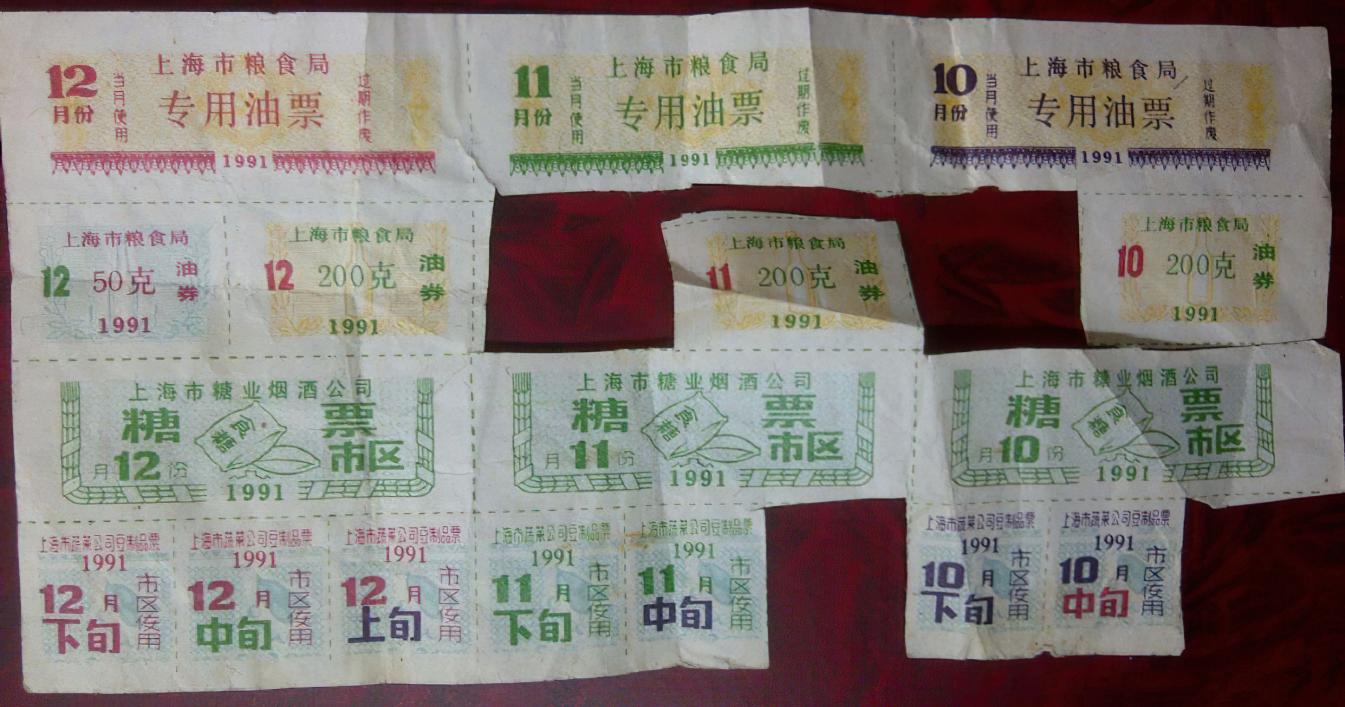 12
月份
当月使用
上海市粮食局
专用油票
过期作废
1991
11
月份
当月使用
上海市粮食局
专用油票
过期作废
1991
10
月份
当月使用
上海市粮食局
专用油票
过期作废
1991
上海市粮食局
12 50克
油券
1991
上海市粮食局
12 200克
油券
1991
上海市粮食局
11 200克
油券
1991
上海市粮食局
10 200克
油券
1991
上海市糖业烟酒公司
糖 食糖 票
月12份 市区
1991
上海市糖业烟酒公司
糖 食糖 票
月11份 市区
1991
上海市糖业烟酒公司
糖 食糖 票
月10份 市区
1991
上海市蔬菜公司豆制品票
1991
12月
下旬
市区使用
上海市蔬菜公司豆制品票
1991
12月
中旬
市区使用
上海市蔬菜公司豆制品票
1991
12月
上旬
市区使用
上海市蔬菜公司豆制品票
1991
11月
下旬
市区使用
上海市蔬菜公司豆制品票
1991
11月
中旬
市区使用
上海市蔬菜公司豆制品票
1991
10月
下旬
市区使用
上海市蔬菜公司豆制品票
1991
10月
中旬
市区使用